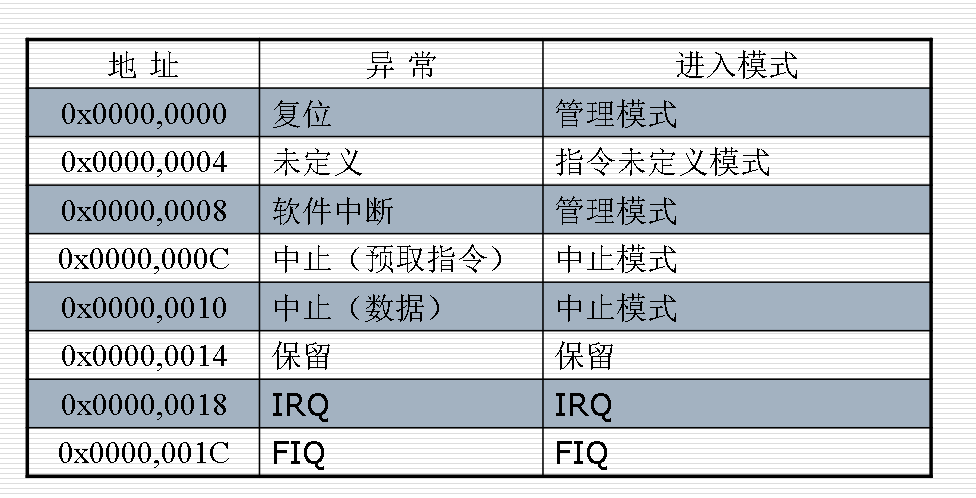 地 址 异 常 进入模式
0x0000,0000 复位 管理模式
0x0000,0004 未定义 指令未定义模式
0x0000,0008 软件中断 管理模式
0x0000,000C 中止（预取指令） 中止模式
0x0000,0010 中止（数据） 中止模式
0x0000,0014 保留 保留
0x0000,0018 IRQ IRQ
0x0000,001C FIQ FIQ